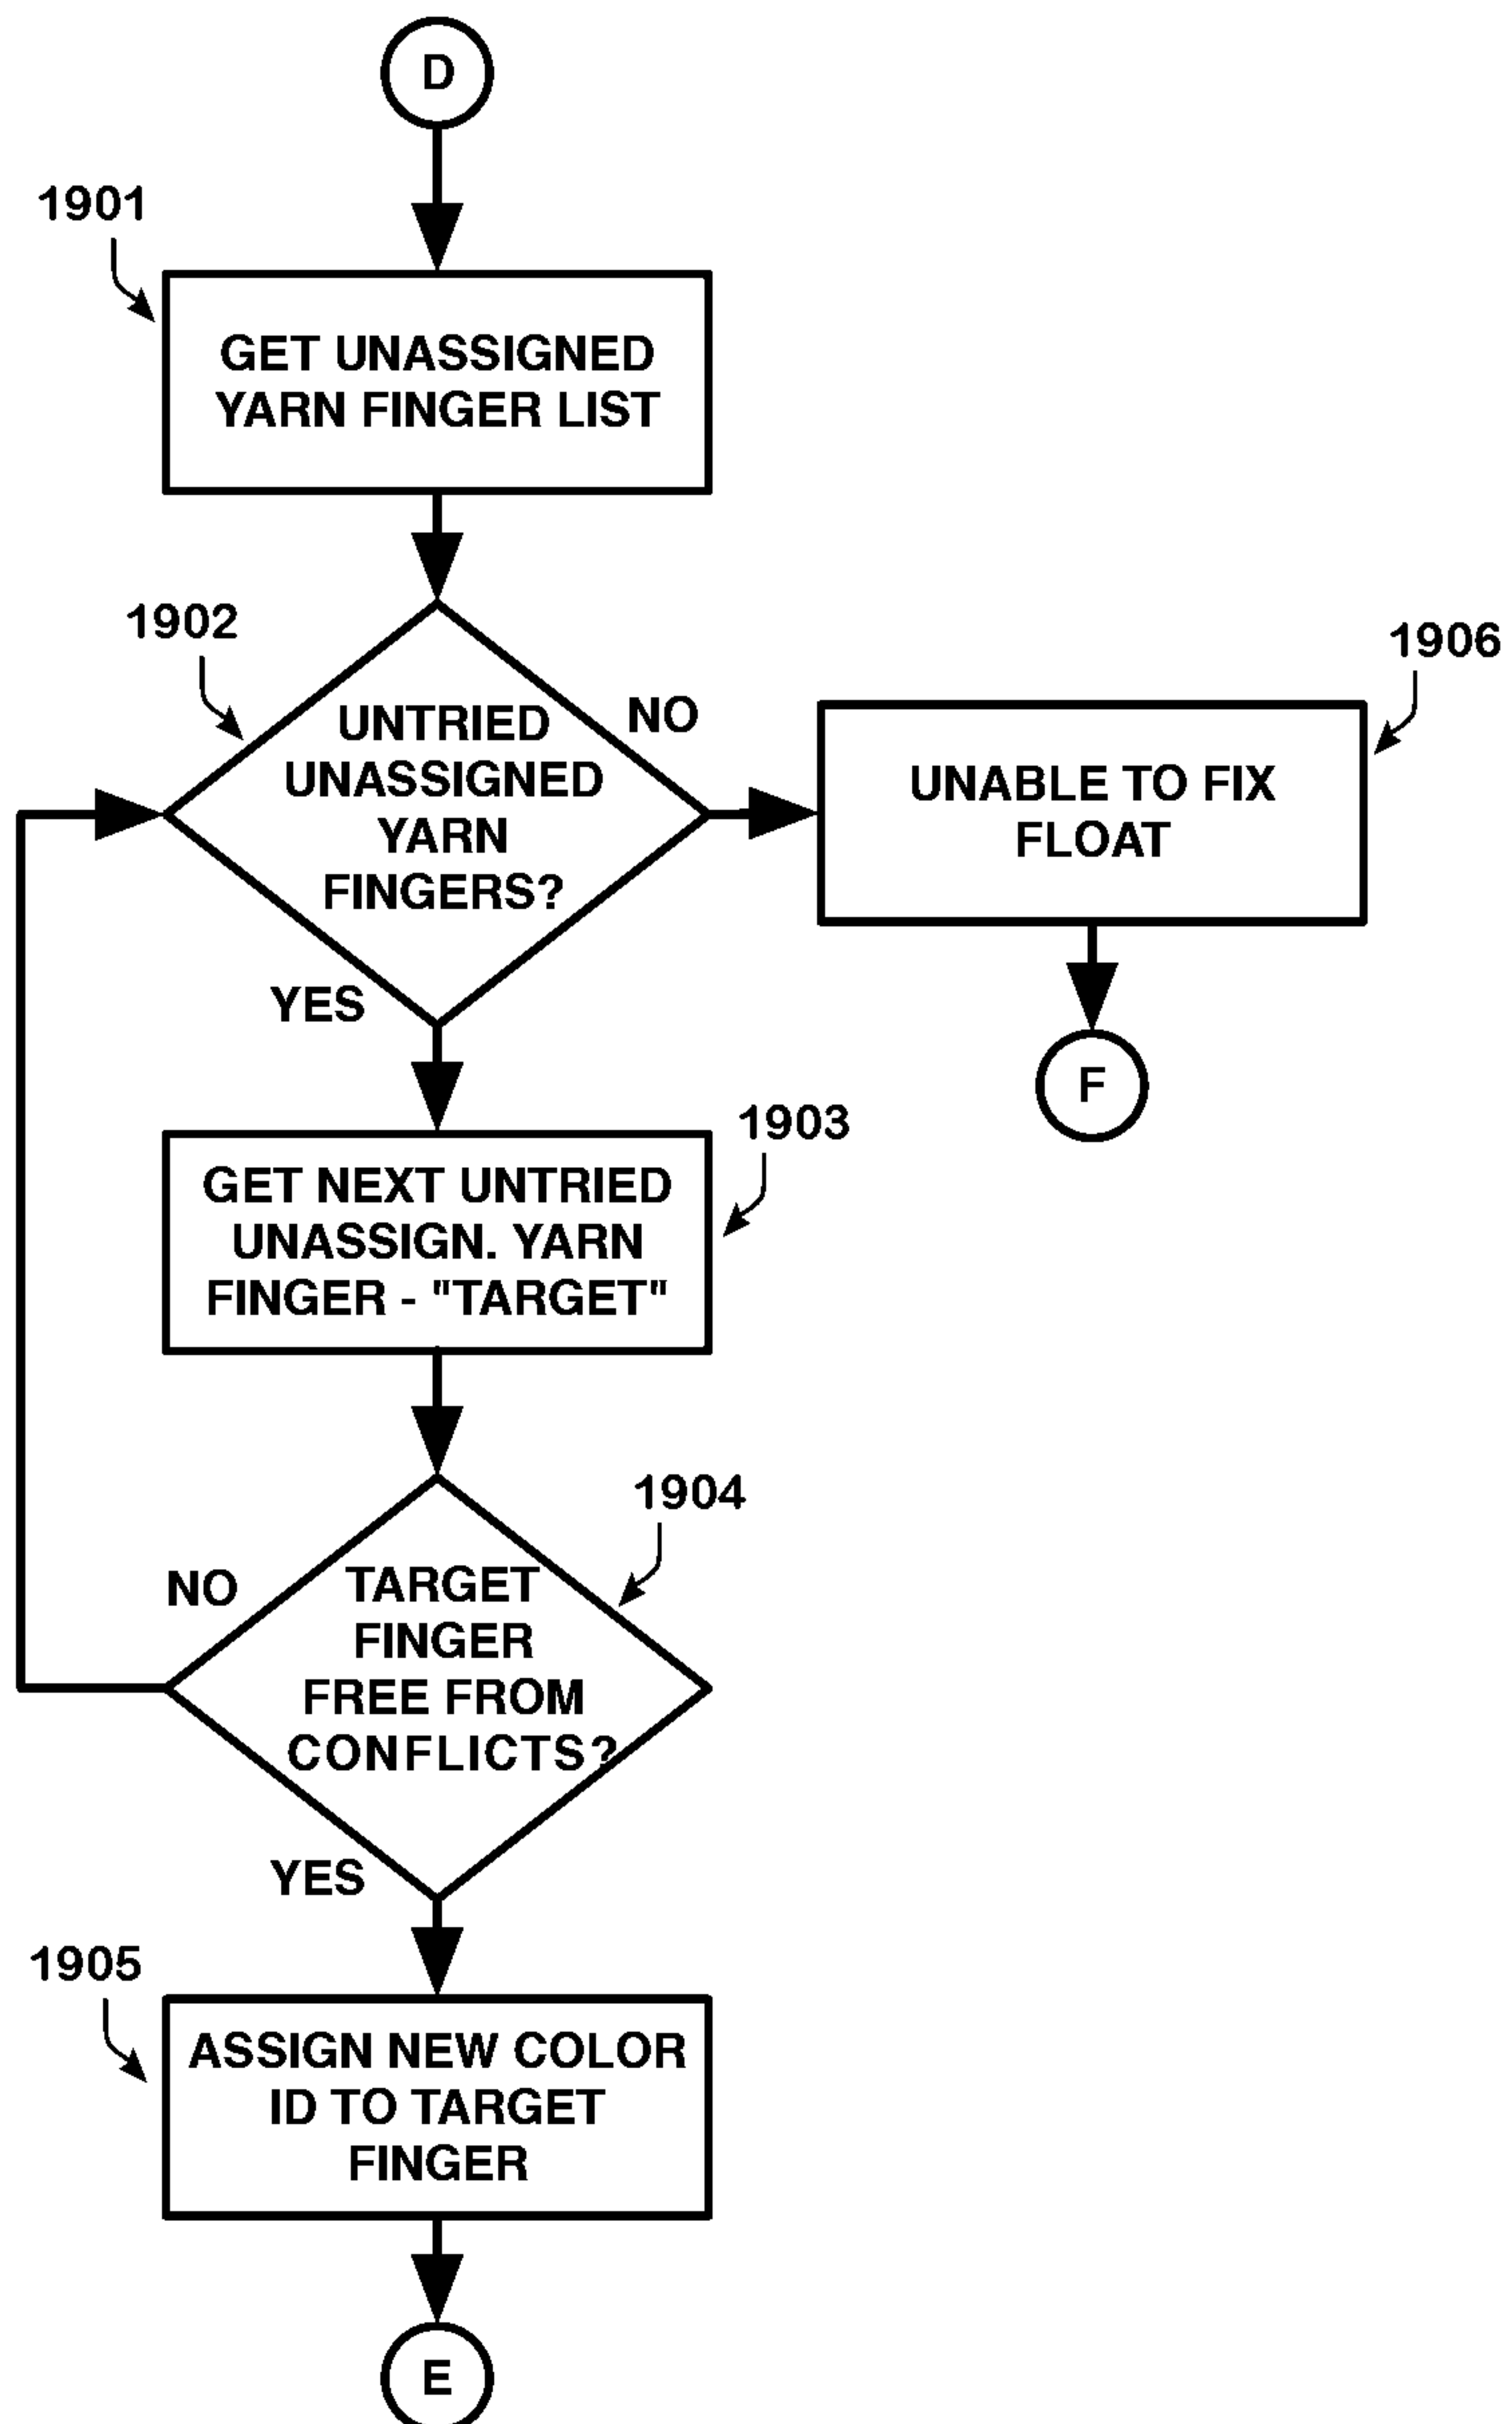 D
1901
GET UNASSIGNED
YARN FINGER LIST
1902
UNTRIED
UNASSIGNED
YARN
FINGERS?
NO
YES
1906
UNABLE TO FIX
FLOAT
F
1903
GET NEXT UNTRIED
UNASSIGN. YARN
FINGER - "TARGET"
1904
TARGET
FINGER
FREE FROM
CONFLICTS?
NO
YES
1905
ASSIGN NEW COLOR
ID TO TARGET
FINGER
E